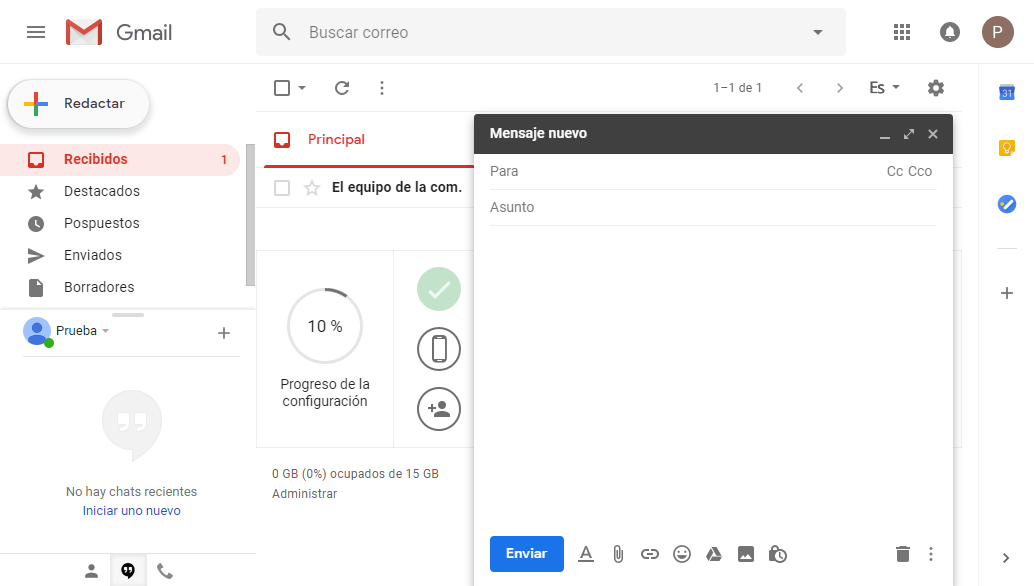 Gmail
Buscar correo
P
Redactar
1–1 de 1
Es
31
Recibidos 1
Destacados
Pospuestos
Enviados
Borradores
Principal
El equipo de la com.
Mensaje nuevo
Para Cc Cco
Asunto
10 %
Progreso de la
configuración
Prueba
No hay chats recientes
Iniciar uno nuevo
0 GB (0%) ocupados de 15 GB
Administrar
Enviar